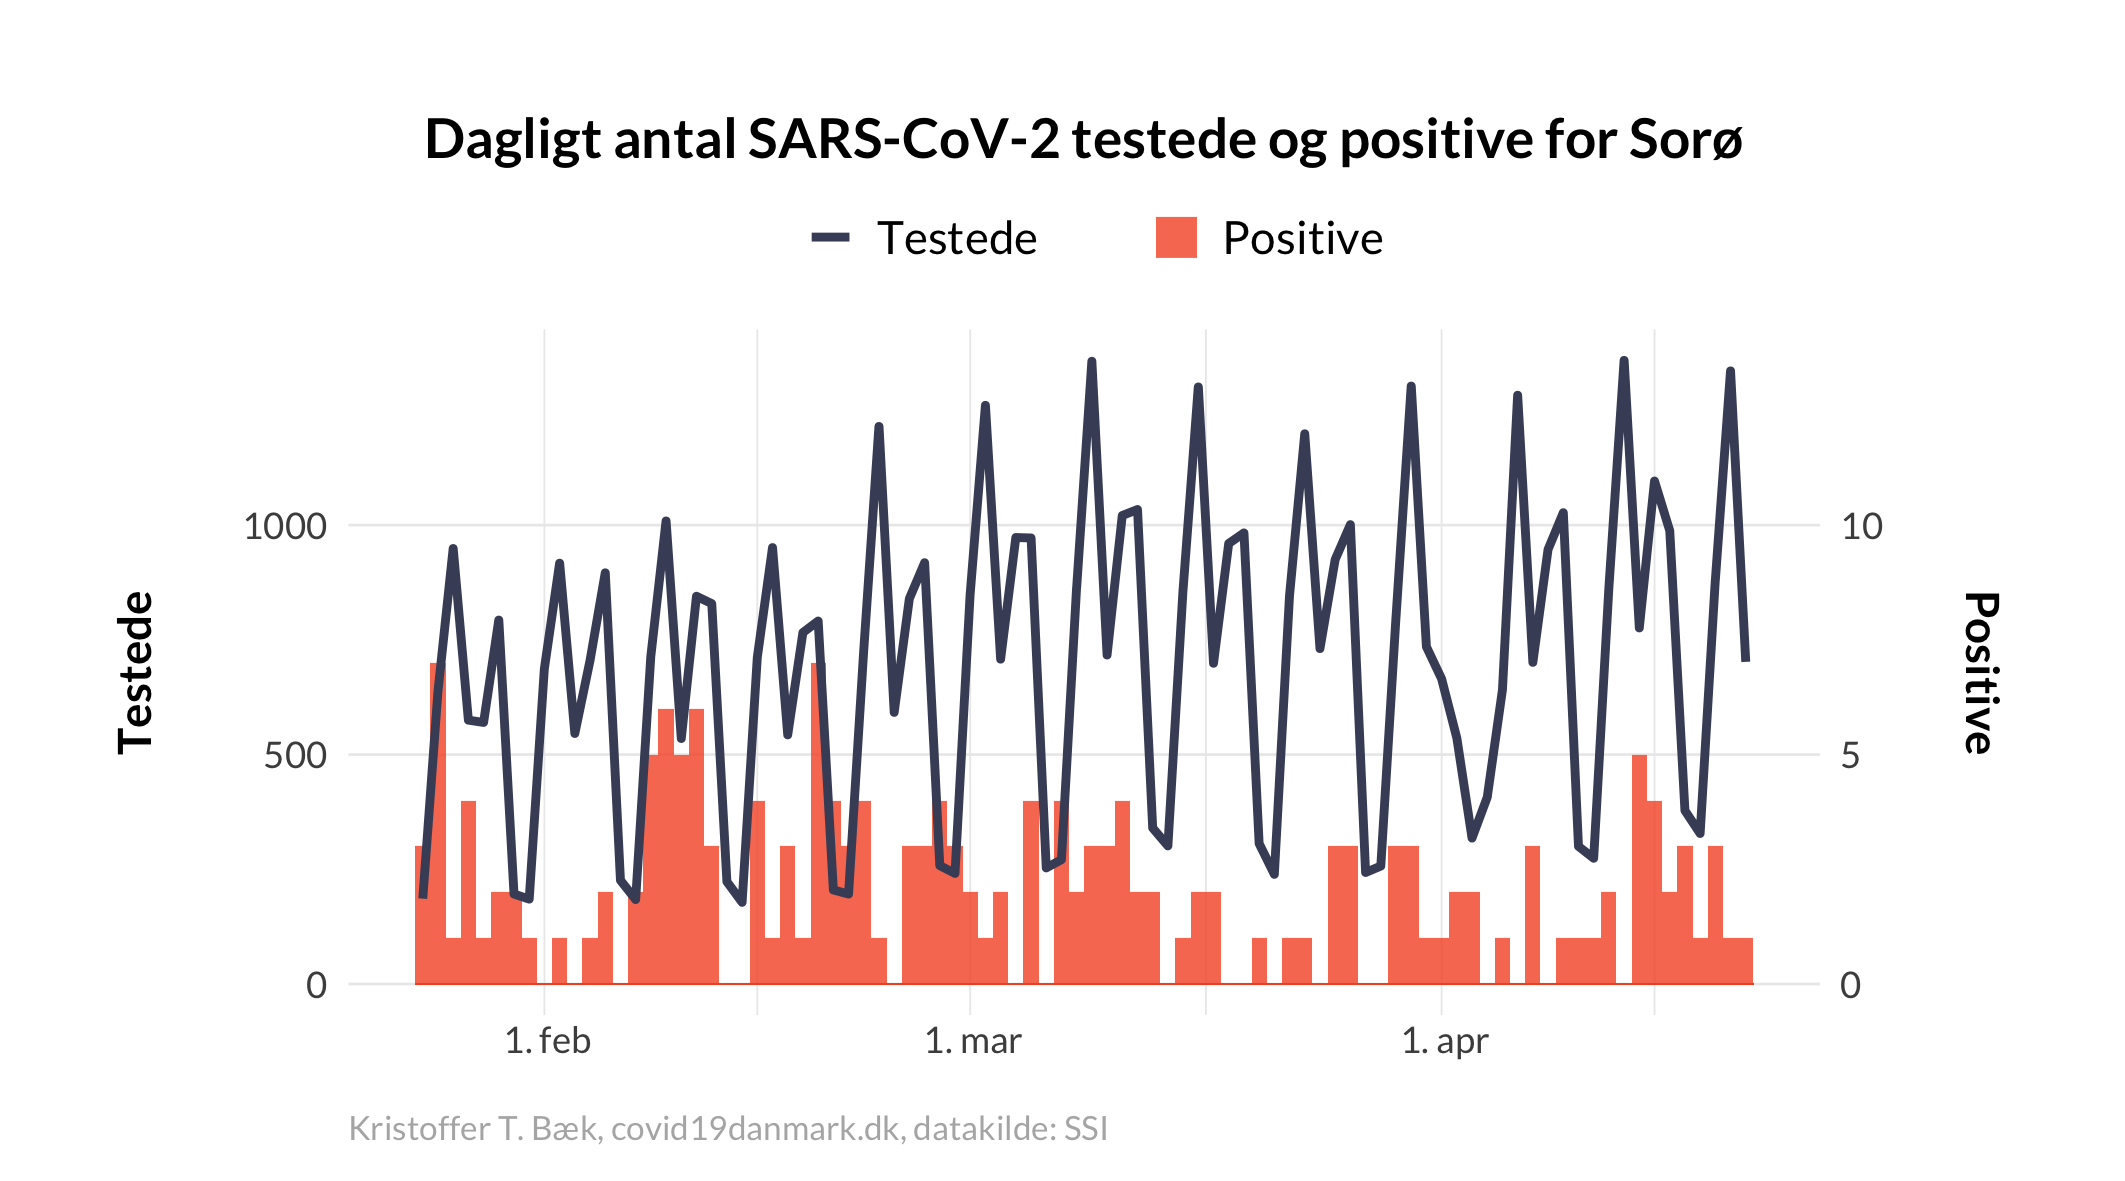 Dagligt antal SARS-CoV-2 testede og positive for Sorø
Testede Positive
1000
500
0
10
5
0
Testede
Positive
1. feb 1. mar 1. apr
Kristoffer T. Bæk, covid19danmark.dk, datakilde: SSI